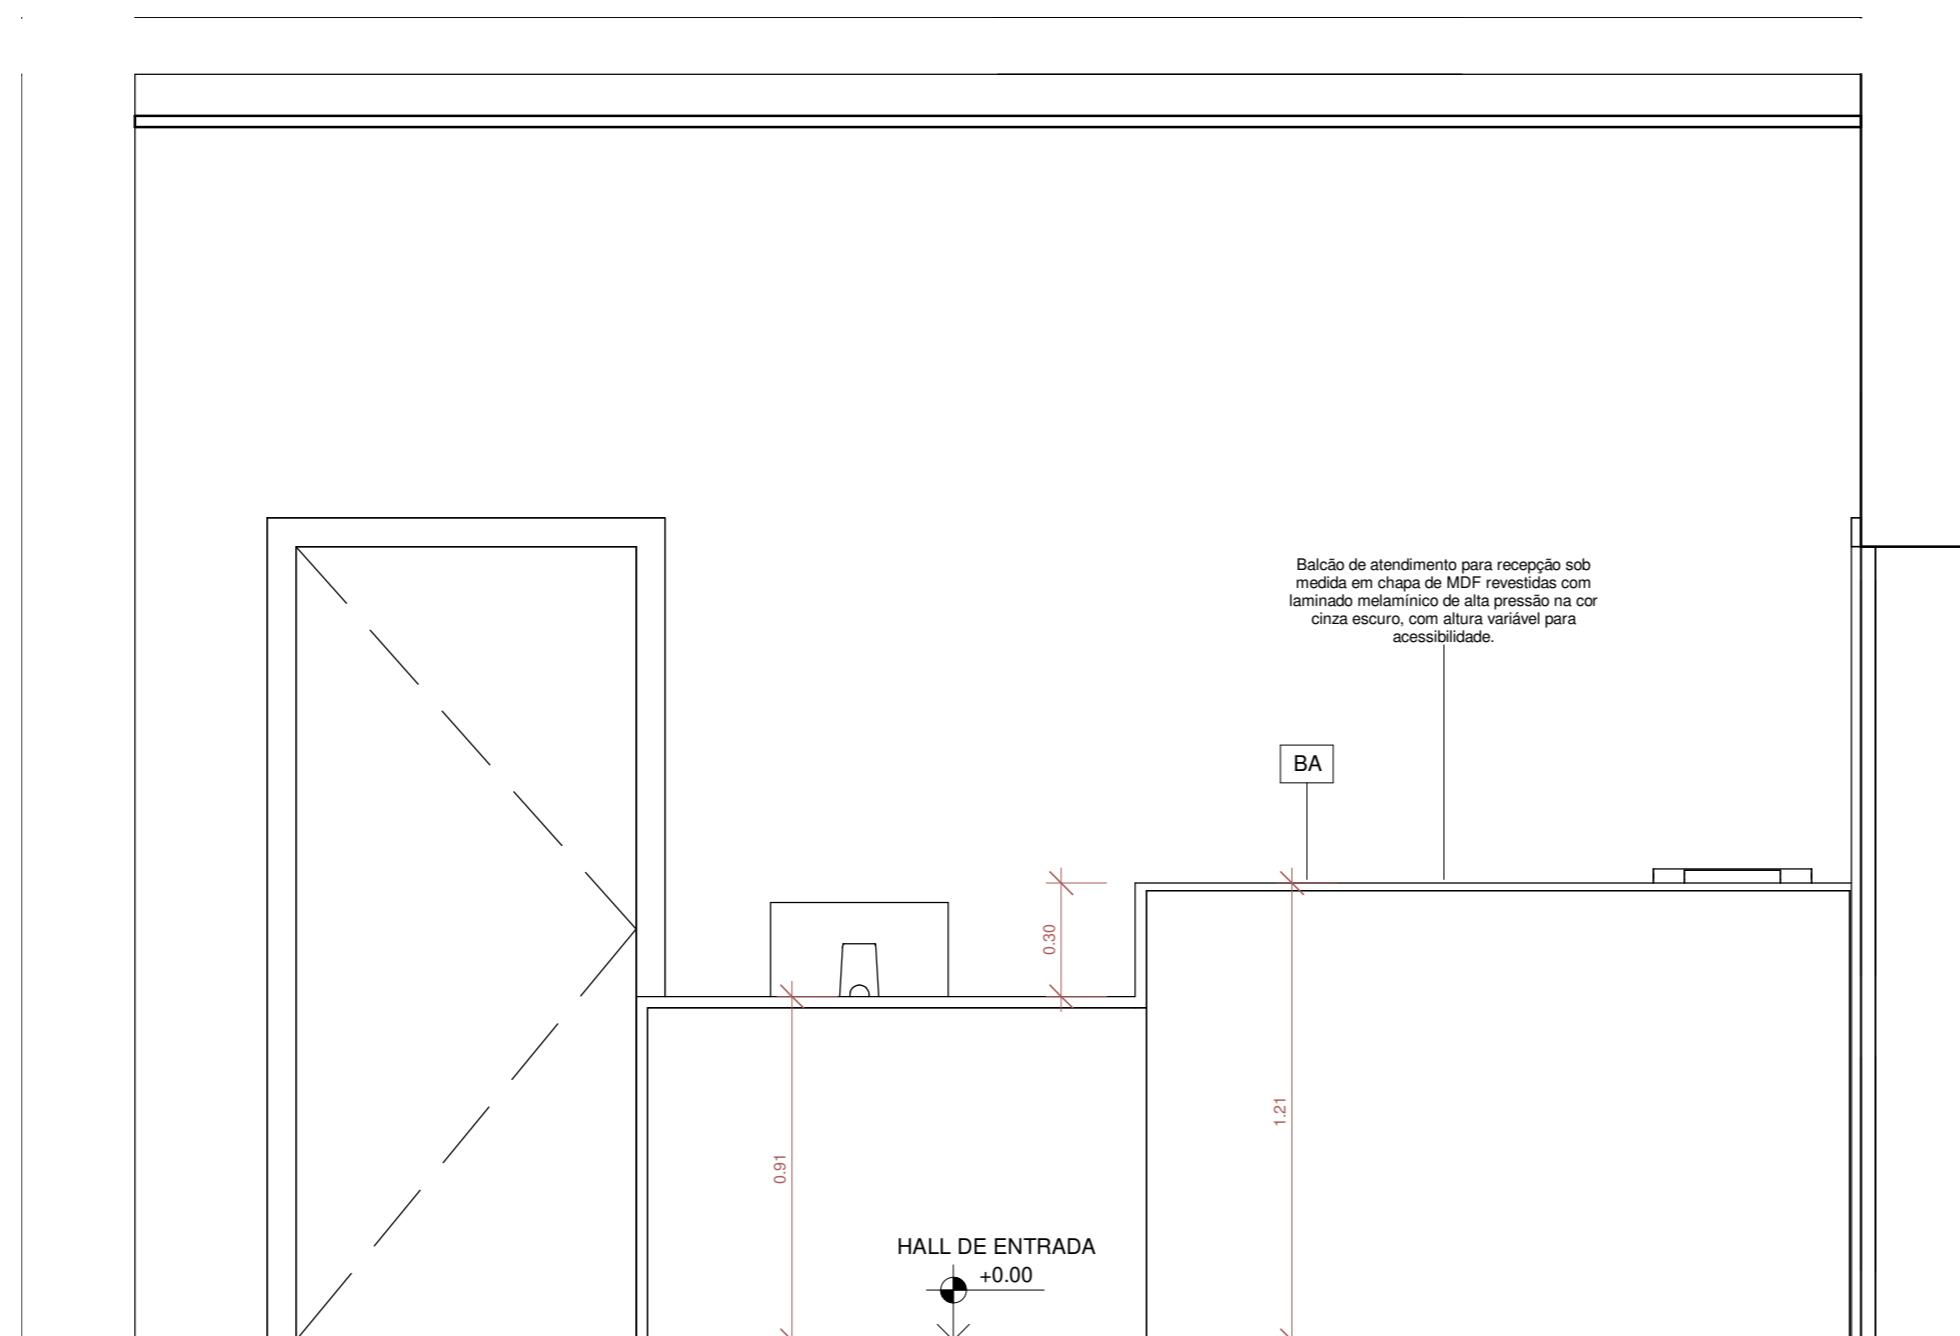 Balcão de atendimento para recepção sob
medida em chapa de MDF revestidas com
laminado melamínico de alta pressão na cor
cinza escuro, com altura variável para
acessibilidade.
BA
0.30
1.21
0.91
HALL DE ENTRADA
+0.00